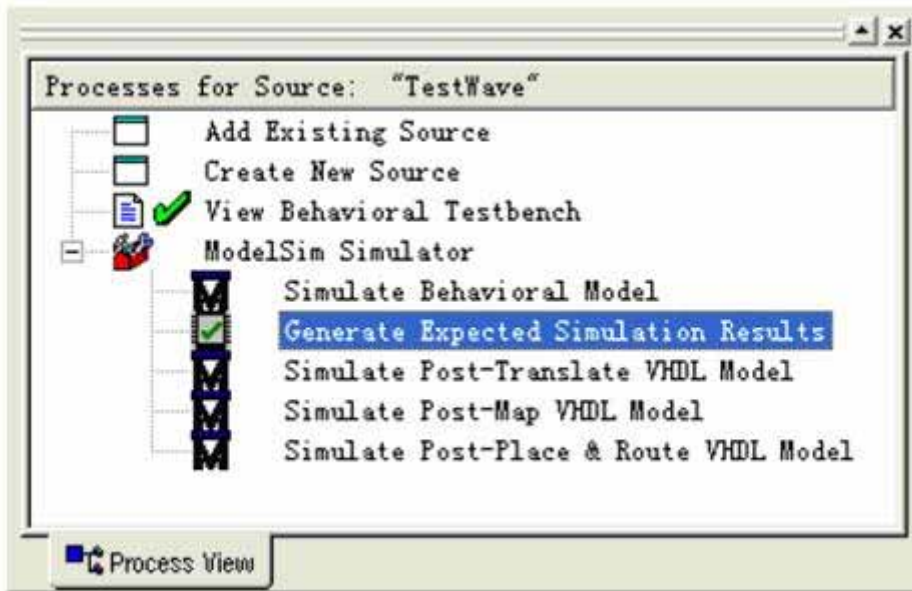 Processes for Source: "TestWave"
Add Existing Source
Create New Source
View Behavioral Testbench
ModelSim Simulator
Simulate Behavioral Model
Generate Expected Simulation Results
Simulate Post-Translate VHDL Model
Simulate Post-Map VHDL Model
Simulate Post-Place & Route VHDL Model
Process View